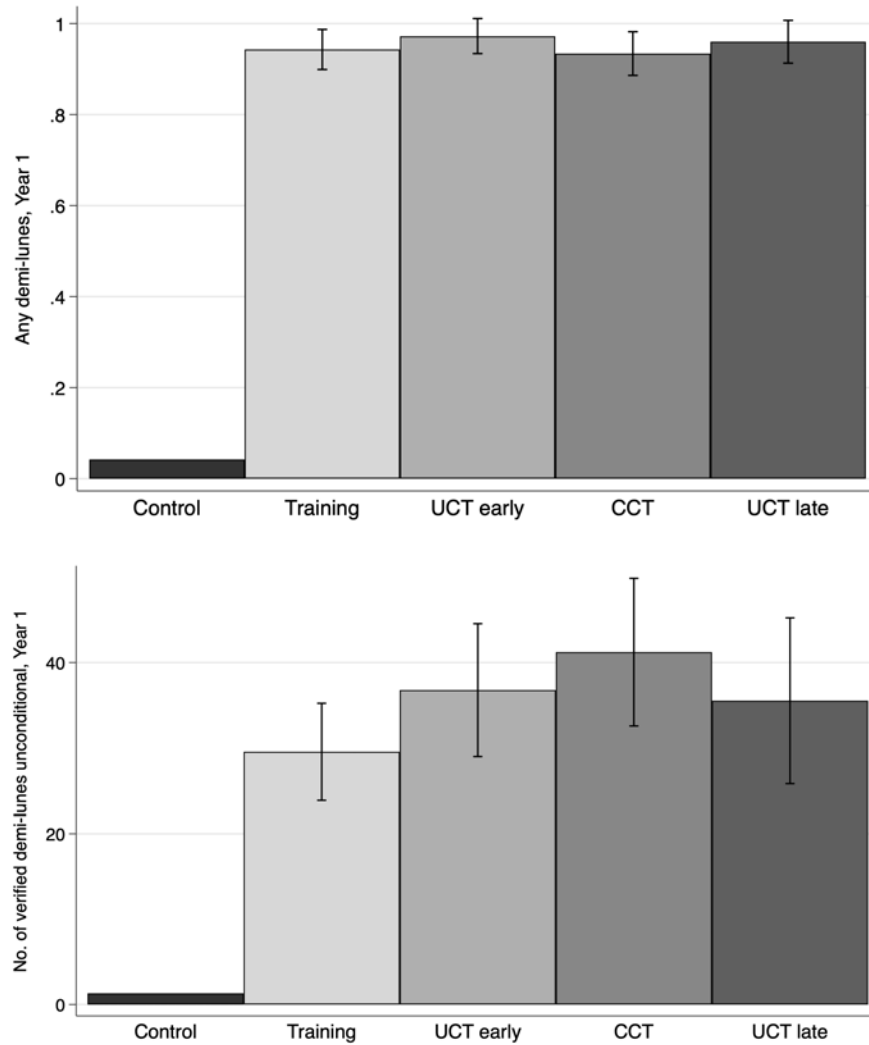 Any demi-lunes, Year 1
1
.8
.6
.4
.2
0
Control Training UCT early CCT UCT late
No. of verified demi-lunes unconditional, Year 1
40
20
0
Control Training UCT early CCT UCT late